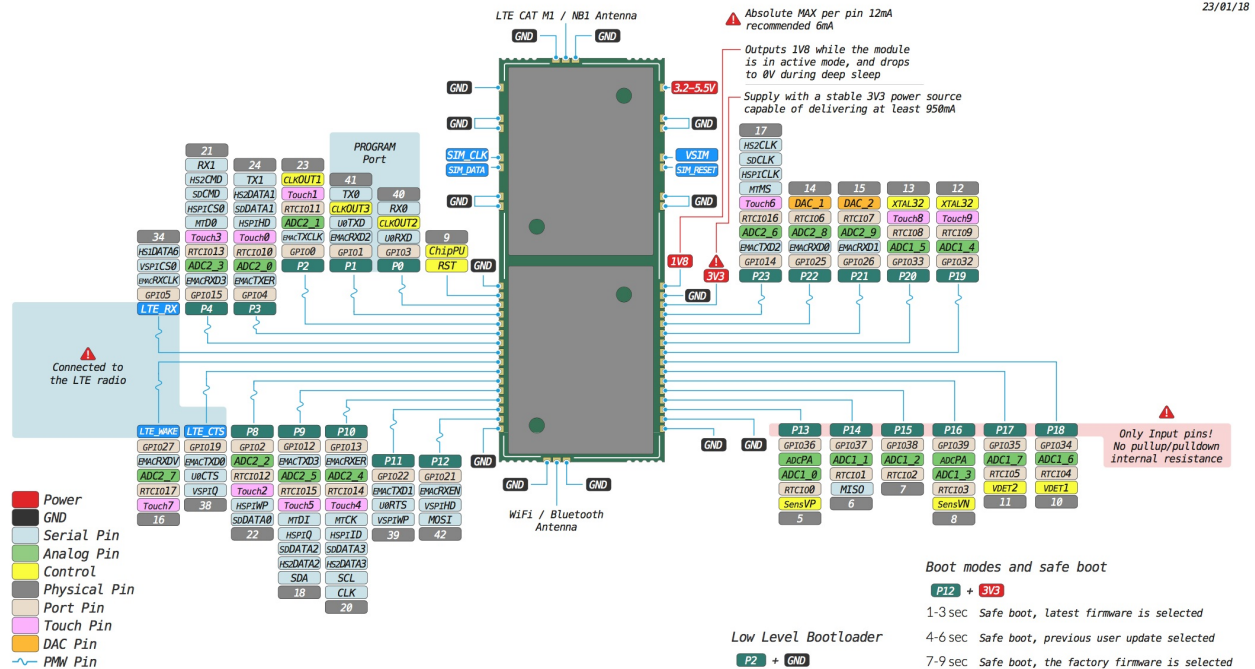 23/01/18
LTE CAT M1 / NB1 Antenna
GND
GND
Absolute MAX per pin 12mA
recommended 6mA
Outputs 1V8 while the module
is in active mode, and drops
to 0V during deep sleep
Supply with a stable 3V3 power source
capable of delivering at least 950mA
GND
3.2–5.5V
GND
GND
SIM_CLK
SIM_DATA
VSIM
SIM_RESET
GND
GND
PROGRAM
Port
34
HS1DATA6
VSPICS0
EMACRXCLK
GPIO5
LTE_RX
21
RX1
HS2CMD
SDCMD
HSPICS0
MTD0
Touch3
RTCIO13
ADC2_3
EMACRXD3
GPIO15
P4
24
TX1
HS2DATA1
SDDATA1
HSPIHD
Touch0
RTCIO10
ADC2_0
EMACTXER
GPIO4
P3
23
CLKOUT1
Touch1
RTCIO11
ADC2_1
EMACTXCLK
GPIO0
P2
41
TX0
CLKOUT3
U0TXD
EMACRXD2
GPIO1
P1
40
RX0
CLKOUT2
U0RXD
GPIO3
P0
9
ChipPU
RST
GND
1V8
3V3
GND
17
HS2CLK
SDCLK
HSPICLK
MTMS
Touch6
RTCIO16
ADC2_6
EMACTXD2
GPIO14
P23
14
DAC_1
RTCIO6
ADC2_8
EMACRXD0
GPIO25
P22
15
DAC_2
RTCIO7
ADC2_9
EMACRXD1
GPIO26
P21
13
XTAL32
Touch8
RTCIO8
ADC1_5
GPIO33
P20
12
XTAL32
Touch9
RTCIO9
ADC1_4
GPIO32
P19
Connected to
the LTE radio
LTE_WAKE
GPIO27
EMACRXDV
ADC2_7
RTCIO17
Touch7
16
LTE_CTS
GPIO19
EMACTXD0
U0CTS
VSPIQ
38
P8
GPIO2
ADC2_2
RTCIO12
Touch2
HSPIWP
SDDATA0
22
P9
GPIO12
EMACTXD3
ADC2_5
RTCIO15
Touch5
MTDI
HSPIQ
SDDATA2
HS2DATA2
SDA
18
P10
GPIO13
EMACRXER
ADC2_4
RTCIO14
Touch4
MTCK
HSPIID
SDDATA3
HS2DATA3
SCL
CLK
20
P11
GPIO22
EMACTXD1
U0RTS
VSPIWP
39
P12
GPIO21
EMACRXEN
VSPIHD
MOSI
42
GND
GND
GND
WiFi / Bluetooth
Antenna
GND
GND
P13
GPIO36
ADCPA
ADC1_0
RTCIO0
SensVP
5
P14
GPIO37
ADC1_1
RTCIO1
MISO
6
P15
GPIO38
ADC1_2
RTCIO2
7
P16
GPIO39
ADCPA
ADC1_3
RTCIO3
SensVN
8
P17
GPIO35
ADC1_7
RTCIO5
VDET2
11
P18
GPIO34
ADC1_6
RTCIO4
VDET1
10
Only Input pins!
No pullup/pulldown
internal resistance
Power
GND
Serial Pin
Analog Pin
Control
Physical Pin
Port Pin
Touch Pin
DAC Pin
PMW Pin
Low Level Bootloader
P2 + GND
Boot modes and safe boot
P12 + 3V3
1-3 sec Safe boot, latest firmware is selected
4-6 sec Safe boot, previous user update selected
7-9 sec Safe boot, the factory firmware is selected